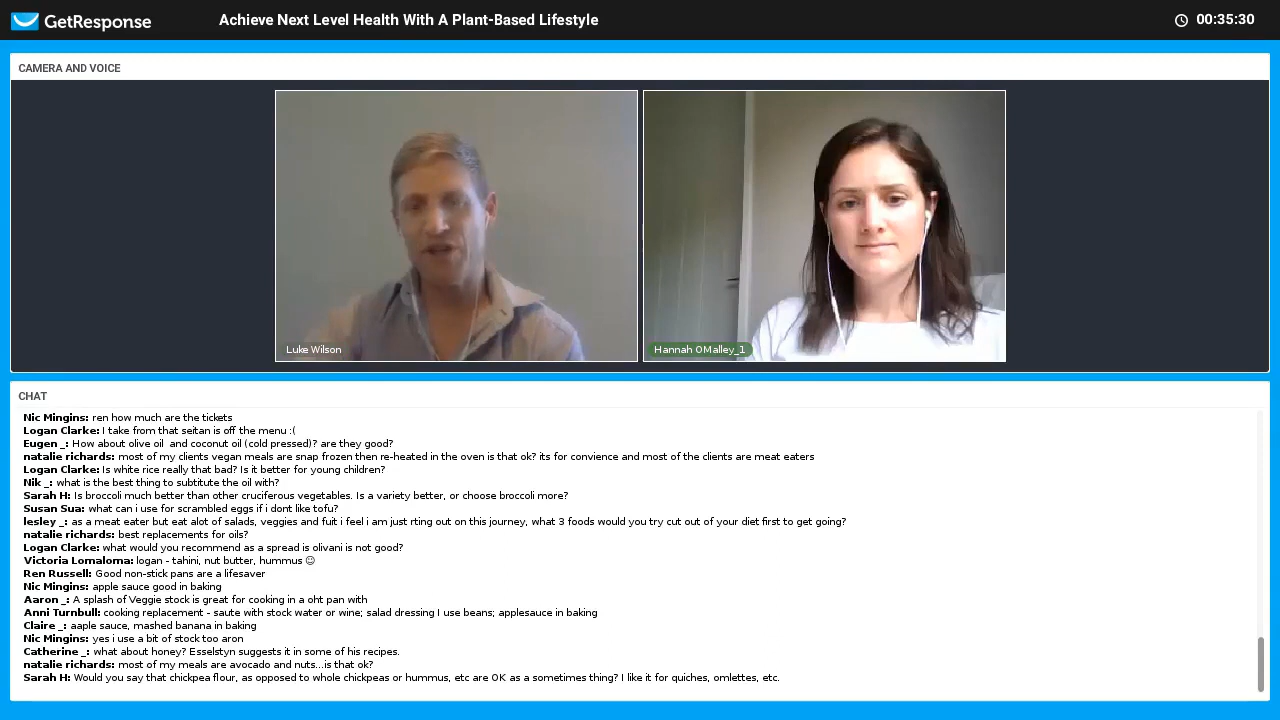 GetResponse
Achieve Next Level Health With A Plant-Based Lifestyle
00:35:30
CAMERA AND VOICE
Luke Wilson
Hannah OMalley_1
CHAT
Nic Mingins: ren how much are the tickets
Logan Clarke: I take from that seitan is off the menu :(
Eugen _: How about olive oil  and coconut oil (cold pressed)? are they good?
natalie richards: most of my clients vegan meals are snap frozen then re-heated in the oven is that ok? its for convience and most of the clients are meat eaters
Logan Clarke: Is white rice really that bad? Is it better for young children?
Nik _: what is the best thing to subtitute the oil with?
Sarah H: Is broccoli much better than other cruciferous vegetables. Is a variety better, or choose broccoli more?
Susan Sua: what can i use for scrambled eggs if i dont like tofu?
lesley _: as a meat eater but eat alot of salads, veggies and fuit i feel i am just rting out on this journey, what 3 foods would you try cut out of your diet first to get going?
natalie richards: best replacements for oils?
Logan Clarke: what would you recommend as a spread is olivani is not good?
Victoria Lomaloma: logan - tahini, nut butter, hummus ☺
Ren Russell: Good non-stick pans are a lifesaver
Nic Mingins: apple sauce good in baking
Aaron _: A splash of Veggie stock is great for cooking in a oht pan with
Anni Turnbull: cooking replacement - saute with stock water or wine; salad dressing I use beans; applesauce in baking
Claire _: aaple sauce, mashed banana in baking
Nic Mingins: yes i use a bit of stock too aron
Catherine _: what about honey? Esselstyn suggests it in some of his recipes.
natalie richards: most of my meals are avocado and nuts...is that ok?
Sarah H: Would you say that chickpea flour, as opposed to whole chickpeas or hummus, etc are OK as a sometimes thing? I like it for quiches, omlettes, etc.